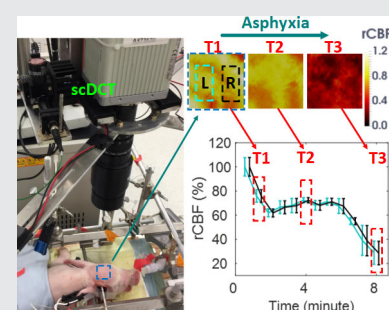 Asphyxia
rCBF
T1 T2 T3
1.2
0.8
0.4
0.0
L R
scDCT
120
100
80
60
40
20
T1 T2 T3
rCBF (%)
0 4 8
Time (minute)